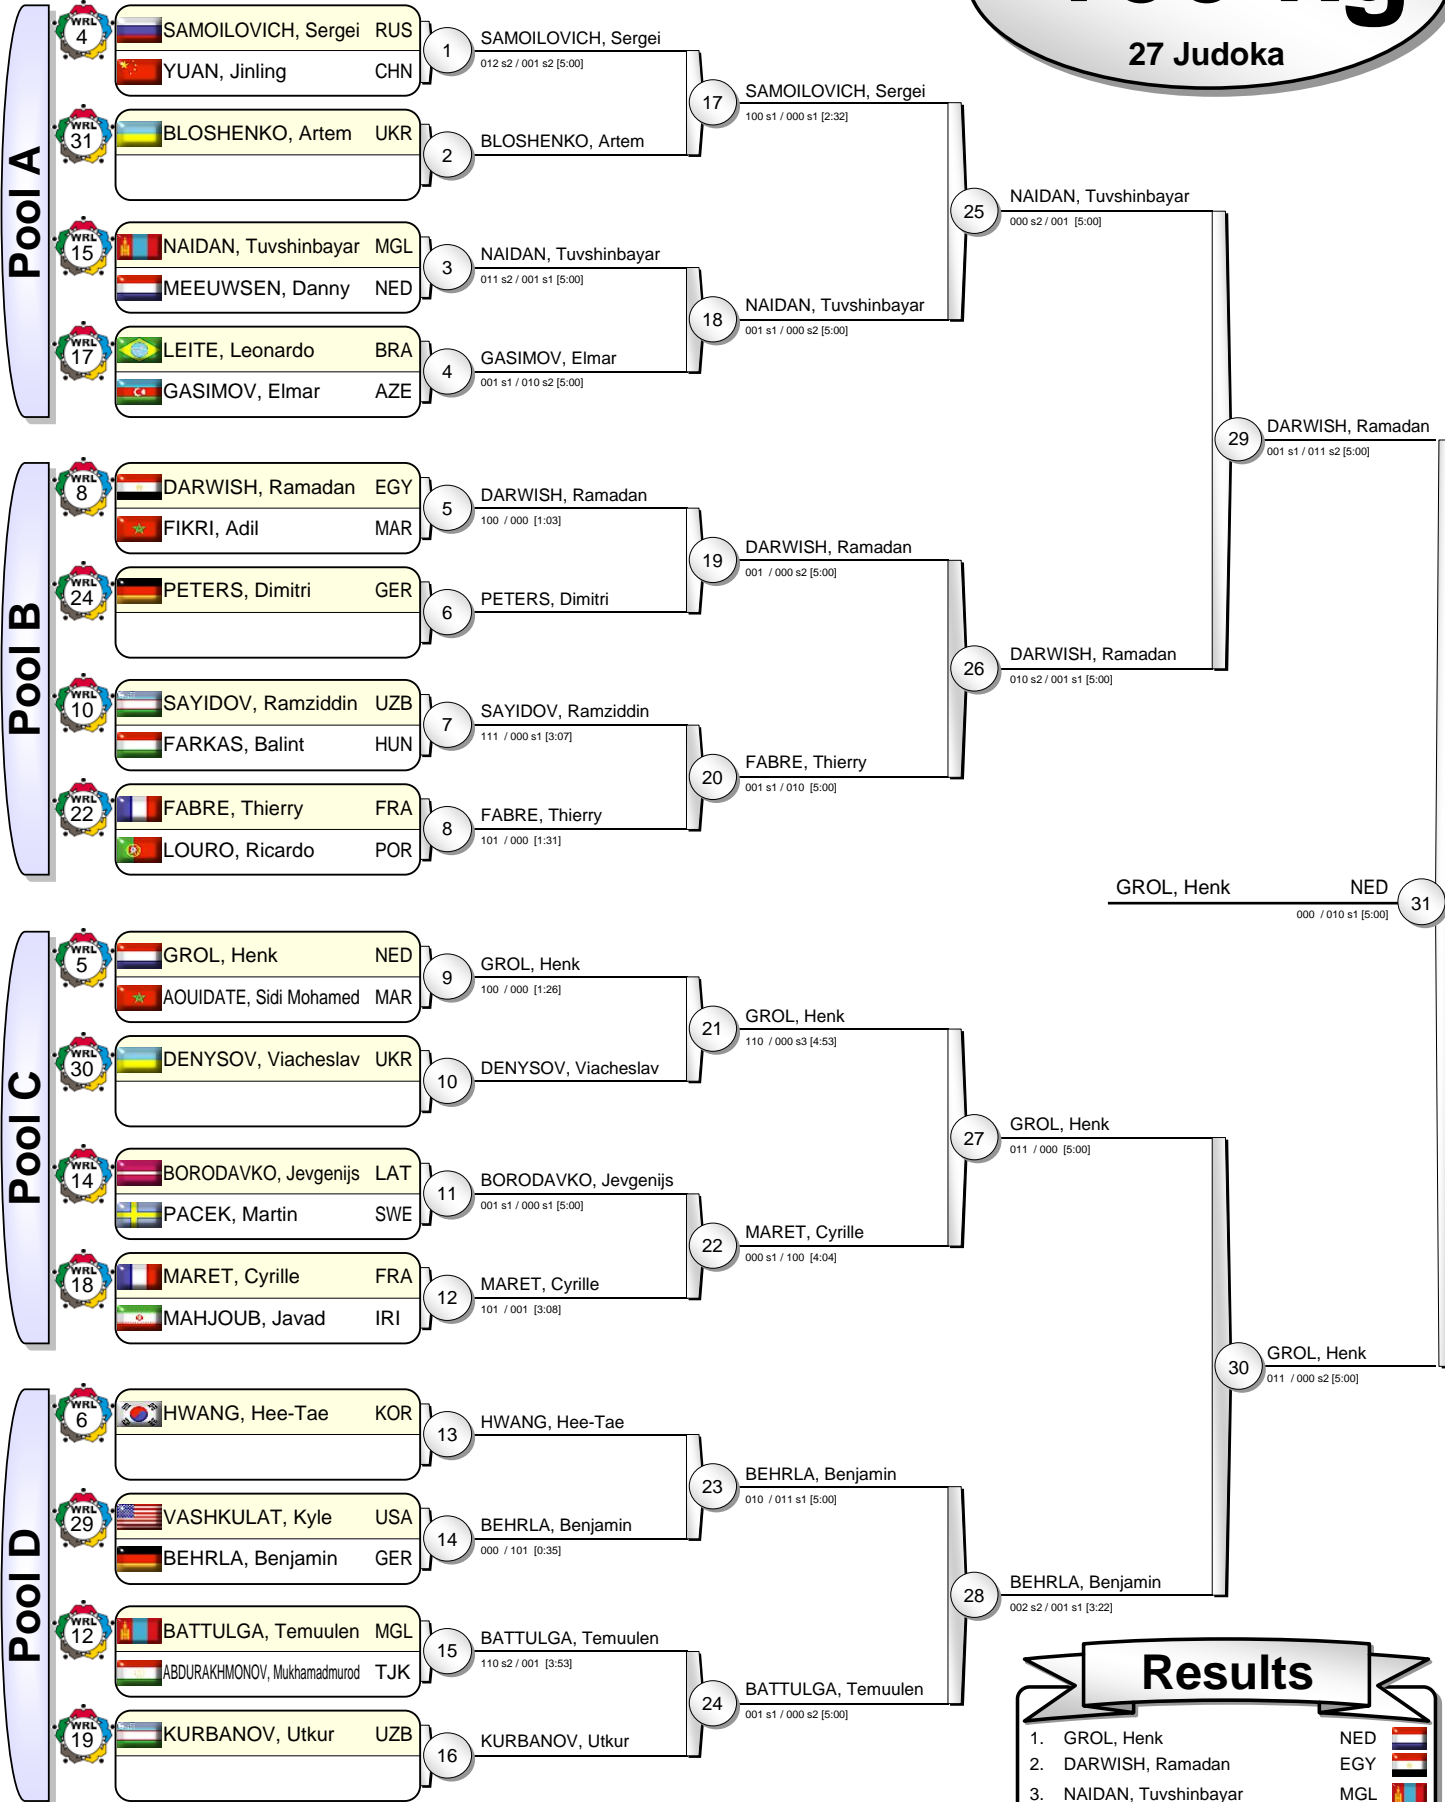 27 Judoka
Pool A
WRL 4
SAMOILOVICH, Sergei RUS
YUAN, Jinling CHN
1
SAMOILOVICH, Sergei
012 s2 / 001 s2 [5:00]
WRL 31
BLOSHENKO, Artem UKR
2
BLOSHENKO, Artem
17
SAMOILOVICH, Sergei
100 s1 / 000 s1 [2:32]
WRL 15
NAIDAN, Tuvshinbayar MGL
MEEUWSEN, Danny NED
3
NAIDAN, Tuvshinbayar
011 s2 / 001 s1 [5:00]
WRL 17
LEITE, Leonardo BRA
GASIMOV, Elmar AZE
4
GASIMOV, Elmar
001 s1 / 010 s2 [5:00]
18
NAIDAN, Tuvshinbayar
001 s1 / 000 s2 [5:00]
25
NAIDAN, Tuvshinbayar
000 s2 / 001 [5:00]
Pool B
WRL 8
DARWISH, Ramadan EGY
FIKRI, Adil MAR
5
DARWISH, Ramadan
100 / 000 [1:03]
WRL 24
PETERS, Dimitri GER
6
PETERS, Dimitri
19
DARWISH, Ramadan
001 / 000 s2 [5:00]
WRL 10
SAYIDOV, Ramziddin UZB
FARKAS, Balint HUN
7
SAYIDOV, Ramziddin
111 / 000 s1 [3:07]
WRL 22
FABRE, Thierry FRA
LOURO, Ricardo POR
8
FABRE, Thierry
101 / 000 [1:31]
20
FABRE, Thierry
001 s1 / 010 [5:00]
26
DARWISH, Ramadan
010 s2 / 001 s1 [5:00]
29
DARWISH, Ramadan
001 s1 / 011 s2 [5:00]
GROL, Henk NED
000 / 010 s1 [5:00]
31
Pool C
WRL 5
GROL, Henk NED
AOUIDATE, Sidi Mohamed MAR
9
GROL, Henk
100 / 000 [1:26]
WRL 30
DENYSOV, Viacheslav UKR
10
DENYSOV, Viacheslav
21
GROL, Henk
110 / 000 s3 [4:53]
WRL 14
BORODAVKO, Jevgenijs LAT
PACEK, Martin SWE
11
BORODAVKO, Jevgenijs
001 s1 / 000 s1 [5:00]
WRL 18
MARET, Cyrille FRA
MAHJOUB, Javad IRI
12
MARET, Cyrille
101 / 001 [3:08]
22
MARET, Cyrille
000 s1 / 100 [4:04]
27
GROL, Henk
011 / 000 [5:00]
Pool D
WRL 6
HWANG, Hee-Tae KOR
13
HWANG, Hee-Tae
WRL 29
VASHKULAT, Kyle USA
BEHRLA, Benjamin GER
14
BEHRLA, Benjamin
000 / 101 [0:35]
23
BEHRLA, Benjamin
010 / 011 s1 [5:00]
WRL 12
BATTULGA, Temuulen MGL
ABDURAKHMONOV, Mukhamadmurod TJK
15
BATTULGA, Temuulen
110 s2 / 001 [3:53]
WRL 19
KURBANOV, Utkur UZB
16
KURBANOV, Utkur
24
BATTULGA, Temuulen
001 s1 / 000 s2 [5:00]
28
BEHRLA, Benjamin
002 s2 / 001 s1 [3:22]
30
GROL, Henk
011 / 000 s2 [5:00]
Results
1. GROL, Henk NED
2. DARWISH, Ramadan EGY
3. NAIDAN, Tuvshinbayar MGL